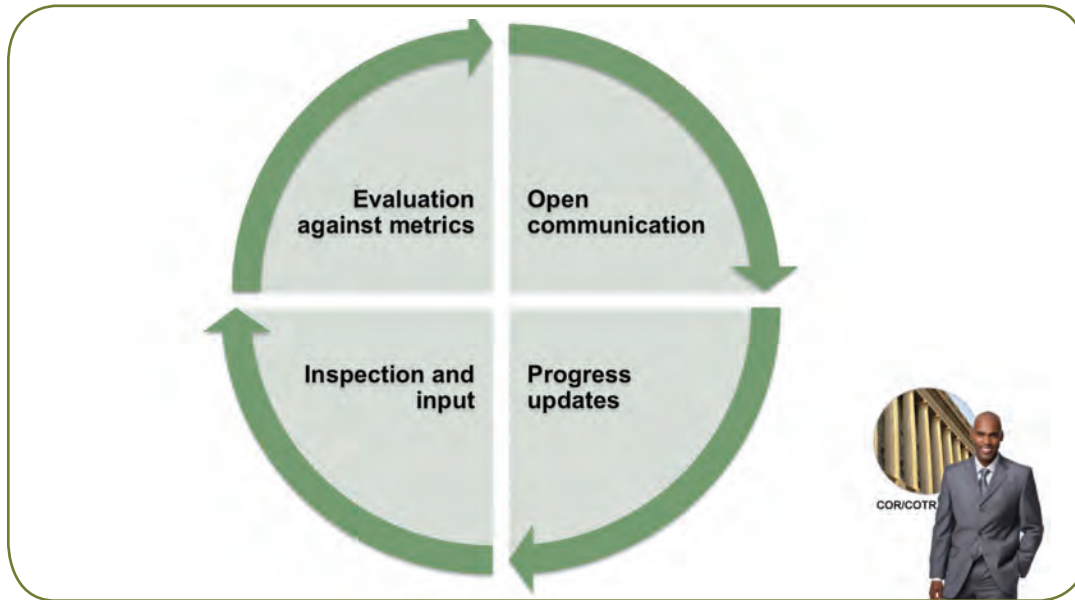 Evaluation
against metrics
Open
communication
Inspection and
input
Progress
updates
COR/COTR